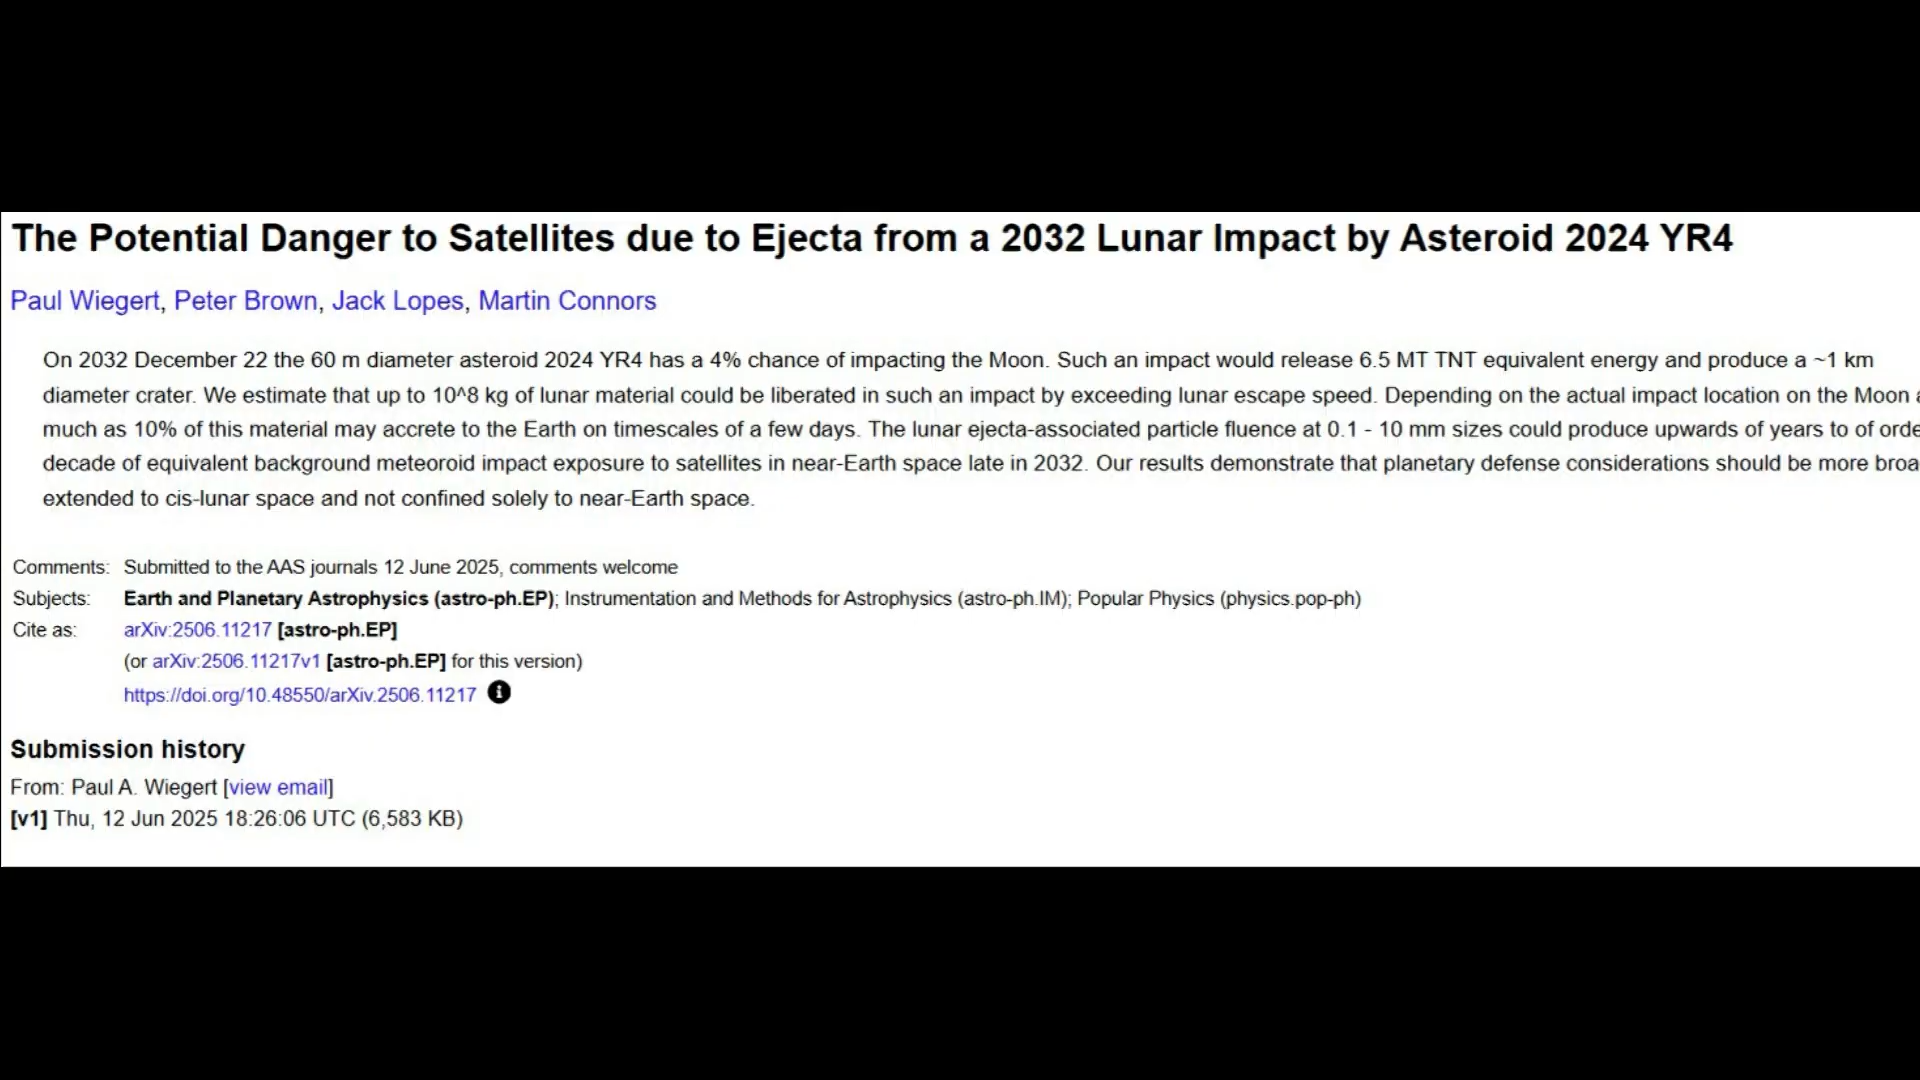 The Potential Danger to Satellites due to Ejecta from a 2032 Lunar Impact by Asteroid 2024 YR4
Paul Wiegert, Peter Brown, Jack Lopes, Martin Connors
On 2032 December 22 the 60 m diameter asteroid 2024 YR4 has a 4% chance of impacting the Moon. Such an impact would release 6.5 MT TNT equivalent energy and produce a ~1 km
diameter crater. We estimate that up to 10^8 kg of lunar material could be liberated in such an impact by exceeding lunar escape speed. Depending on the actual impact location on the Moon
much as 10% of this material may accrete to the Earth on timescales of a few days. The lunar ejecta-associated particle fluence at 0.1 - 10 mm sizes could produce upwards of years to of orde
decade of equivalent background meteoroid impact exposure to satellites in near-Earth space late in 2032. Our results demonstrate that planetary defense considerations should be more broa
extended to cis-lunar space and not confined solely to near-Earth space.
Comments: Submitted to the AAS journals 12 June 2025, comments welcome
Subjects: Earth and Planetary Astrophysics (astro-ph.EP); Instrumentation and Methods for Astrophysics (astro-ph.IM); Popular Physics (physics.pop-ph)
Cite as: arXiv:2506.11217 [astro-ph.EP]
(or arXiv:2506.11217v1 [astro-ph.EP] for this version)
https://doi.org/10.48550/arXiv.2506.11217
Submission history
From: Paul A. Wiegert [view email]
[v1] Thu, 12 Jun 2025 18:26:06 UTC (6,583 KB)